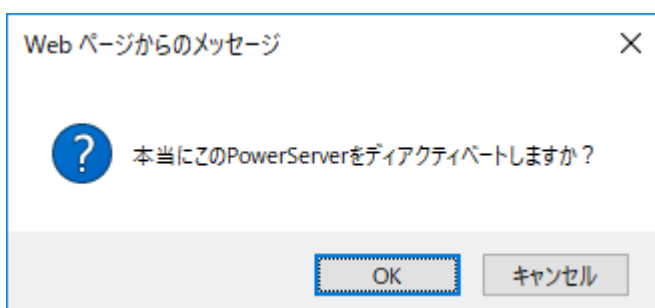 Web ページからのメッセージ
本当にこのPowerServerをディアクティベートしますか？
OK
キャンセル